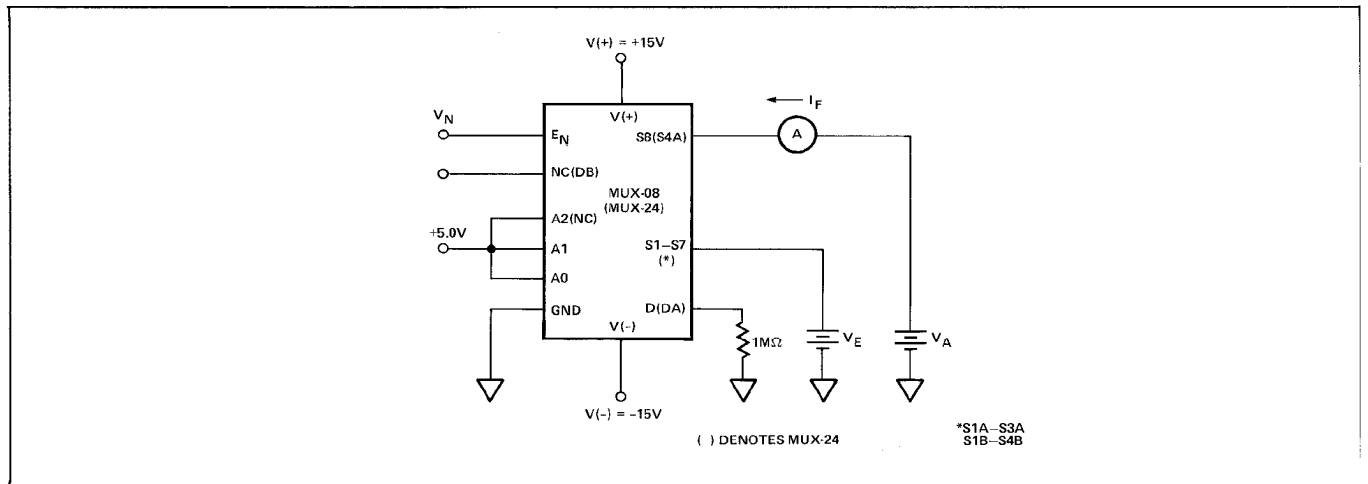 V(+) = +15V
V(+)
I_F
V_N
E_N
S8(S4A)
A
NC(DB)
MUX-08
(MUX-24)
A2(NC)
+5.0V
A1
S1–S7
(*)
A0
GND
D(DA)
V(–)
1MΩ
V_E
V_A
V(–) = –15V
( ) DENOTES MUX-24
*S1A–S3A
S1B–S4B